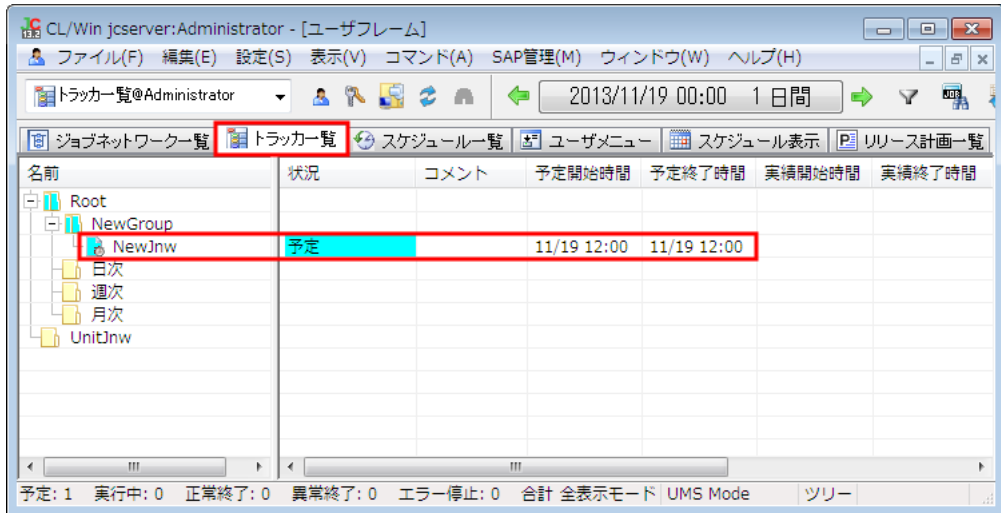 CL/Win jcserver:Administrator - [ユーザフレーム]
ファイル(F) 編集(E) 設定(S) 表示(V) コマンド(A) SAP管理(M) ウィンドウ(W) ヘルプ(H)
トラッカ一覧@Administrator 2013/11/19 00:00 1 日間
ジョブネットワーク一覧 トラッカ一覧 スケジュール一覧 ユーザメニュー スケジュール表示 リリース計画一覧
名前 状況 コメント 予定開始時間 予定終了時間 実績開始時間 実績終了時間
Root
NewGroup
NewJnw 予定 11/19 12:00 11/19 12:00
日次
週次
月次
UnitJnw
予定: 1 実行中: 0 正常終了: 0 異常終了: 0 エラー停止: 0 合計 全表示モード UMS Mode ツリー